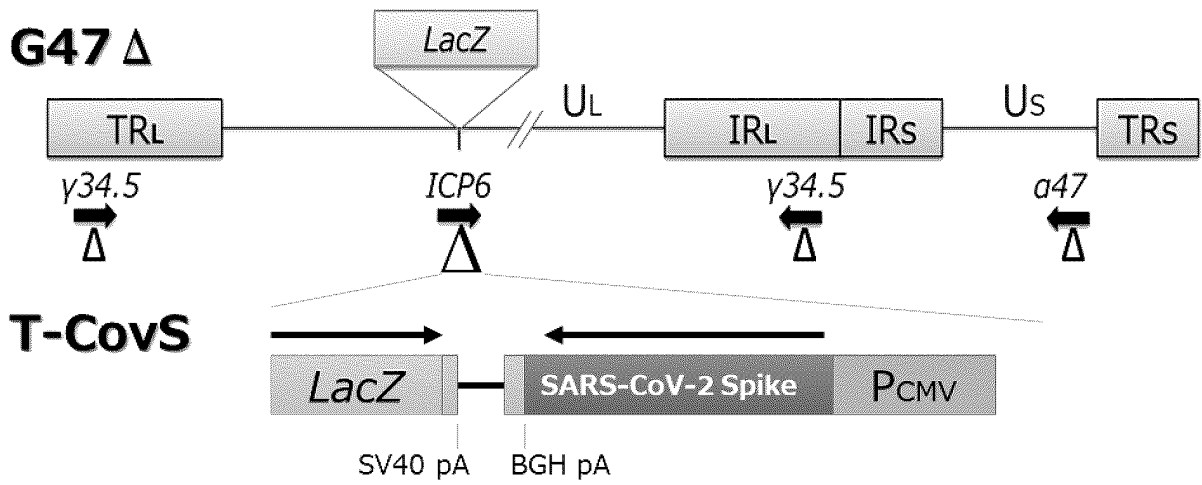 G47 Δ
LacZ
UL
US
TRL
IRL
IRS
TRS
γ34.5
ICP6
γ34.5
α47
Δ
Δ
Δ
Δ
T-CovS
LacZ
SARS-CoV-2 Spike
PCMV
SV40 pA
BGH pA